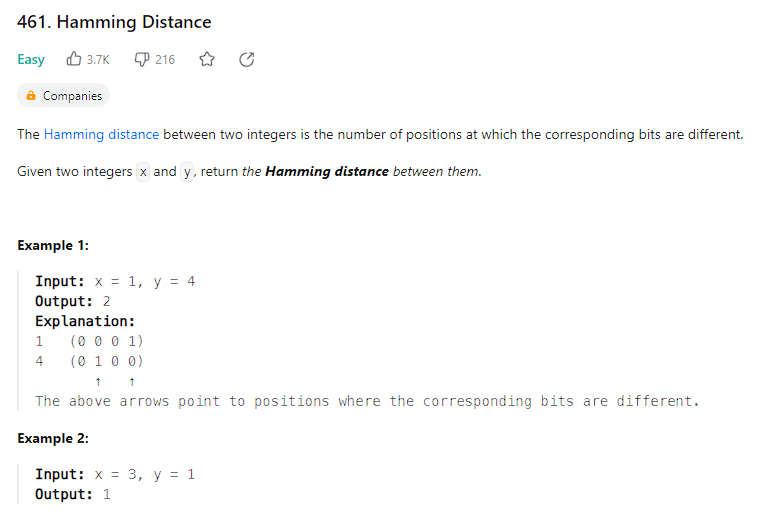 461. Hamming Distance
Easy 3.7K 216
Companies
The Hamming distance between two integers is the number of positions at which the corresponding bits are different.
Given two integers x and y, return the Hamming distance between them.
Example 1:
Input: x = 1, y = 4
Output: 2
Explanation:
1 (0 0 0 1)
4 (0 1 0 0)
↑ ↑
The above arrows point to positions where the corresponding bits are different.
Example 2:
Input: x = 3, y = 1
Output: 1